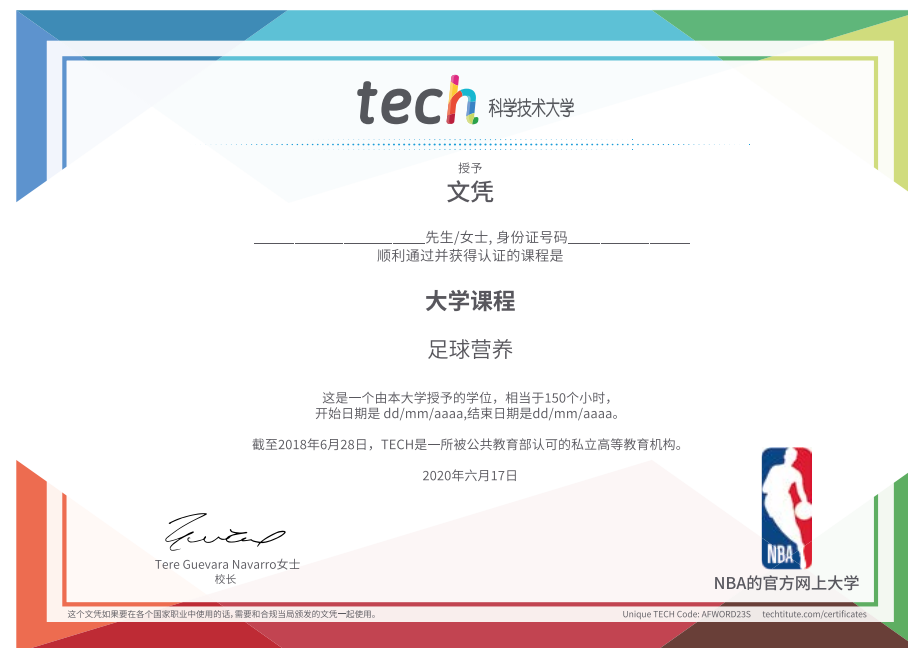 tech 科学技术大学
授予
文凭
______________________先生/女士, 身份证号码________________
顺利通过并获得认证的课程是
大学课程
足球营养
这是一个由本大学授予的学位，相当于150个小时，
开始日期是 dd/mm/aaaa,结束日期是dd/mm/aaaa。
截至2018年6月28日，TECH是一所被公共教育部认可的私立高等教育机构。
2020年六月17日
NBA
Tere Guevara Navarro女士
校长
NBA的官方网上大学
这个文凭如果要在各个国家职业中使用的话,需要和合规当局颁发的文凭一起使用。
Unique TECH Code: AFWORD23S techtitute.com/certificates